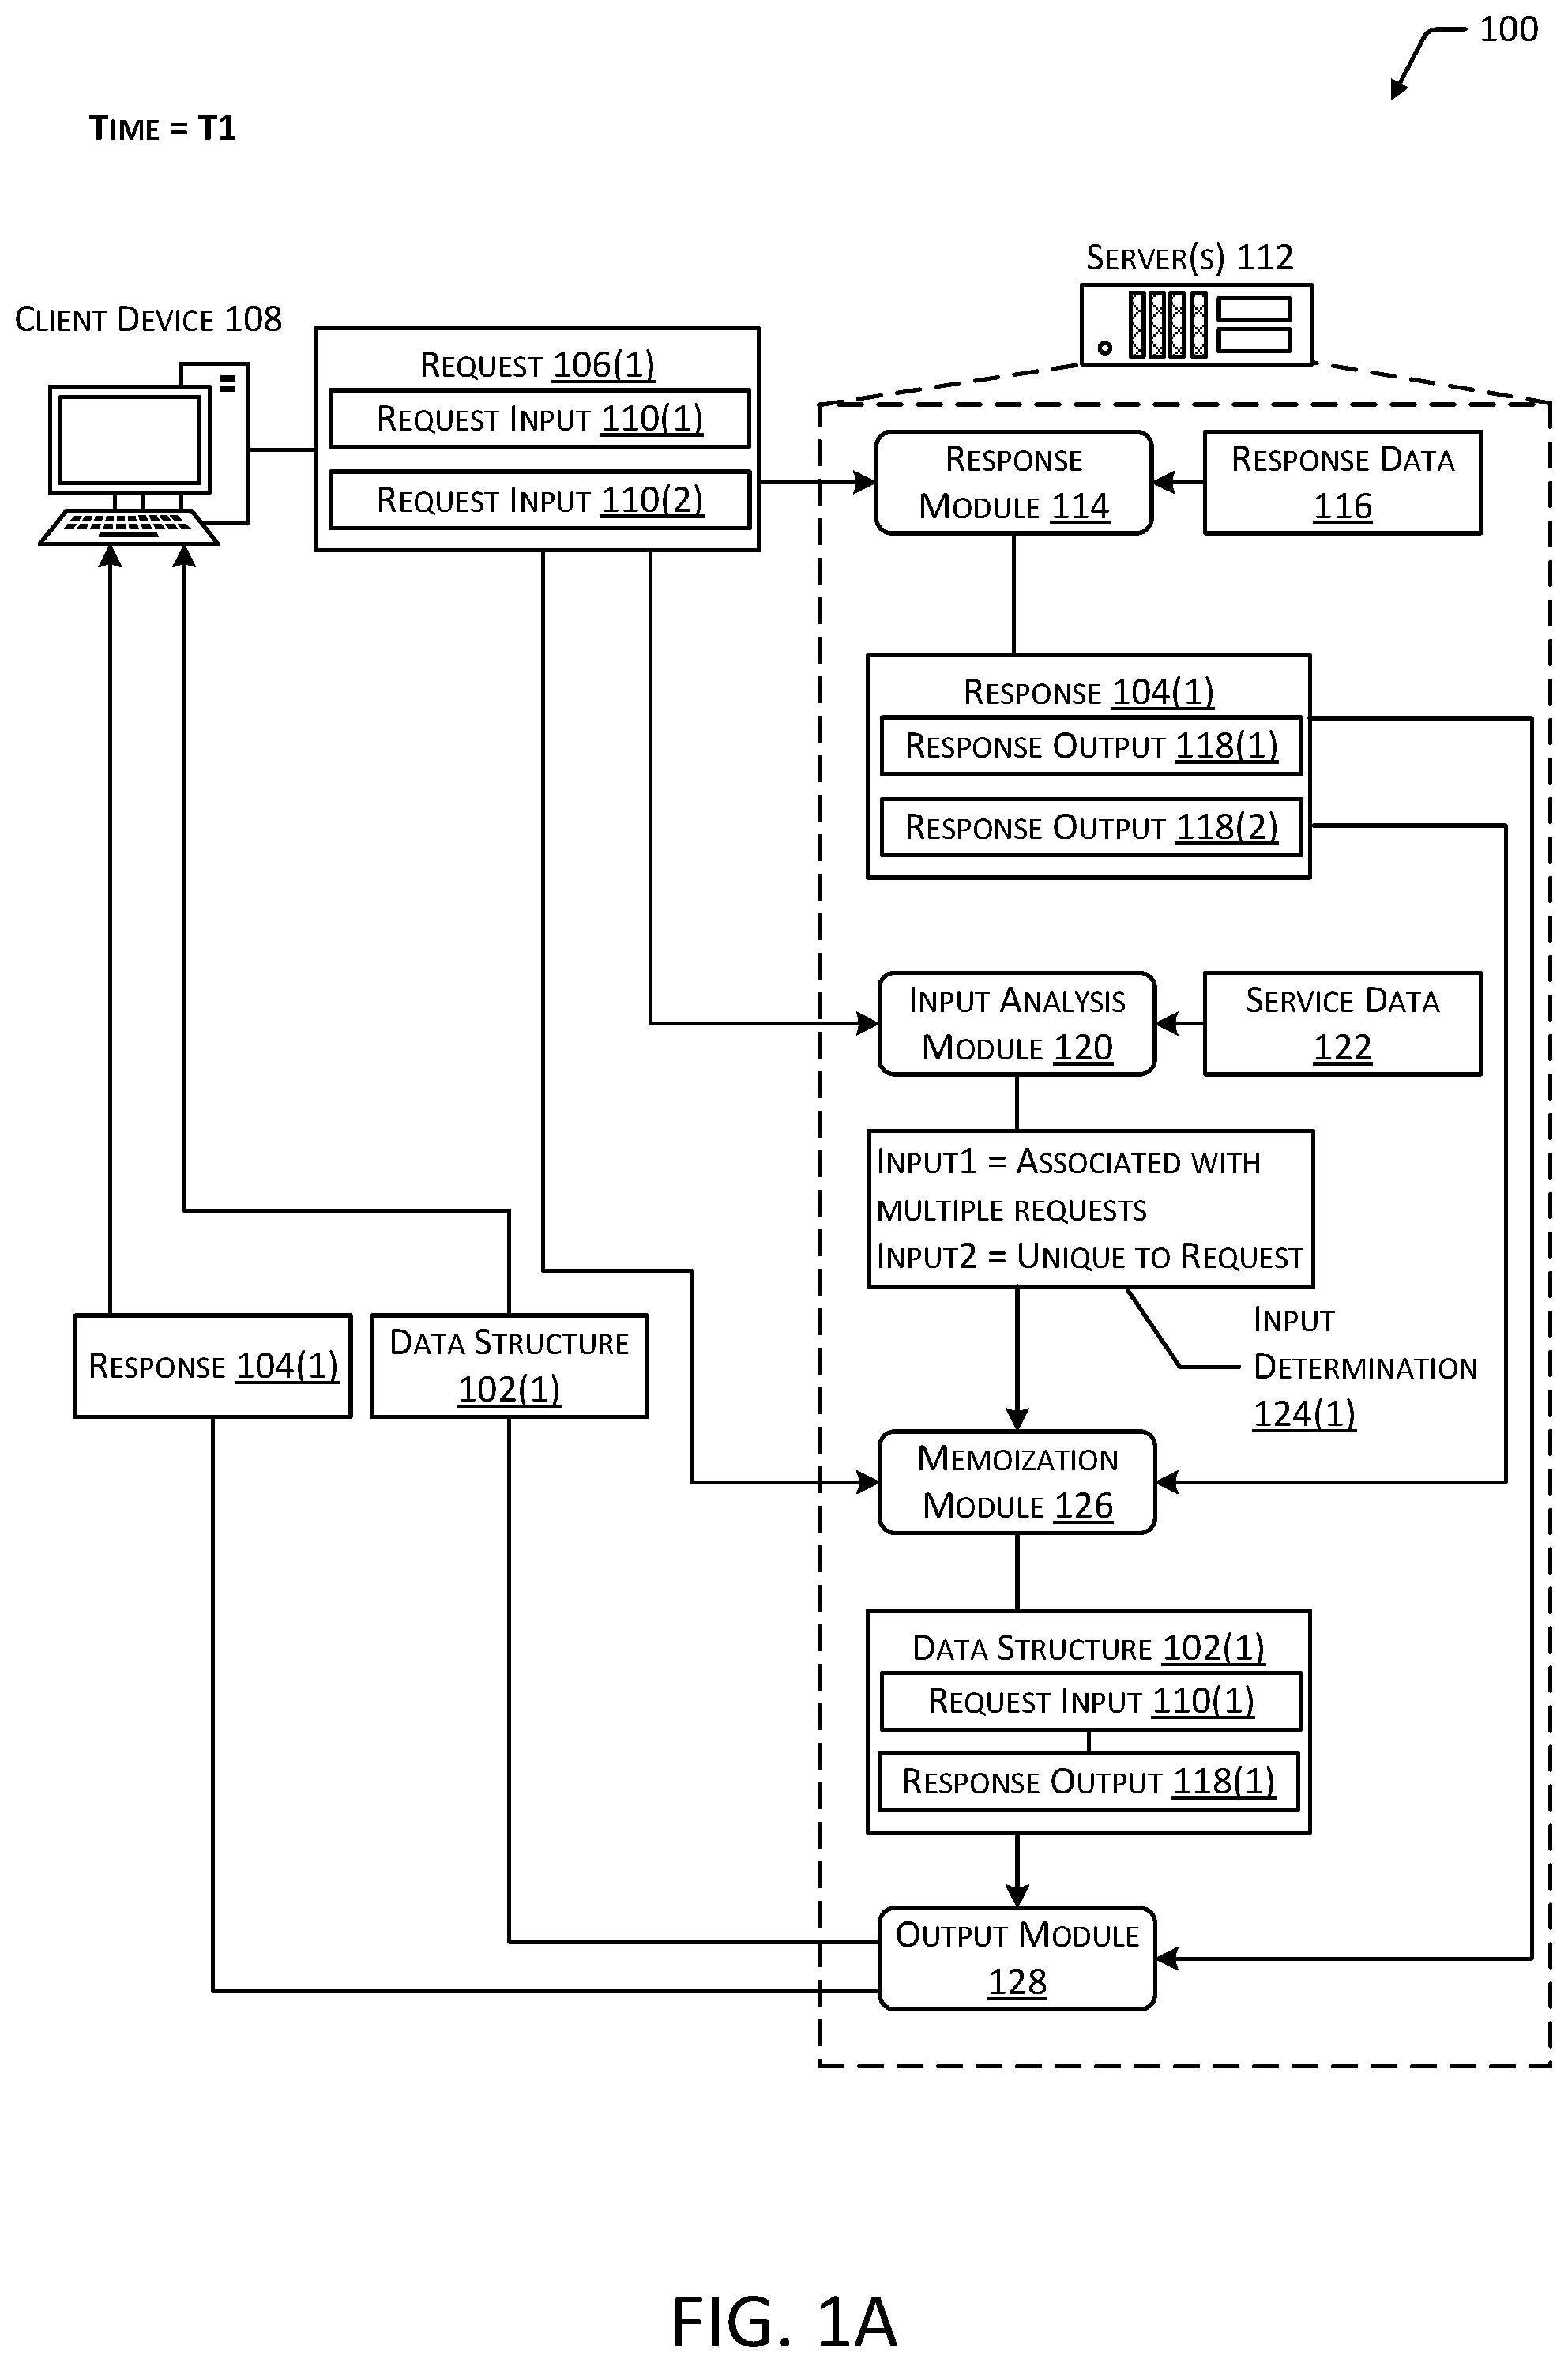 100
Time = T1
Server(s) 112
Client Device 108
Request 106(1)
Request Input 110(1)
Request Input 110(2)
Response
Module 114
Response Data
116
Response 104(1)
Response Output 118(1)
Response Output 118(2)
Input Analysis
Module 120
Service Data
122
Input1 = Associated with
multiple requests
Input2 = Unique to Request
Input
Determination
124(1)
Response 104(1)
Data Structure
102(1)
Memoization
Module 126
Data Structure 102(1)
Request Input 110(1)
Response Output 118(1)
Output Module
128
FIG. 1A